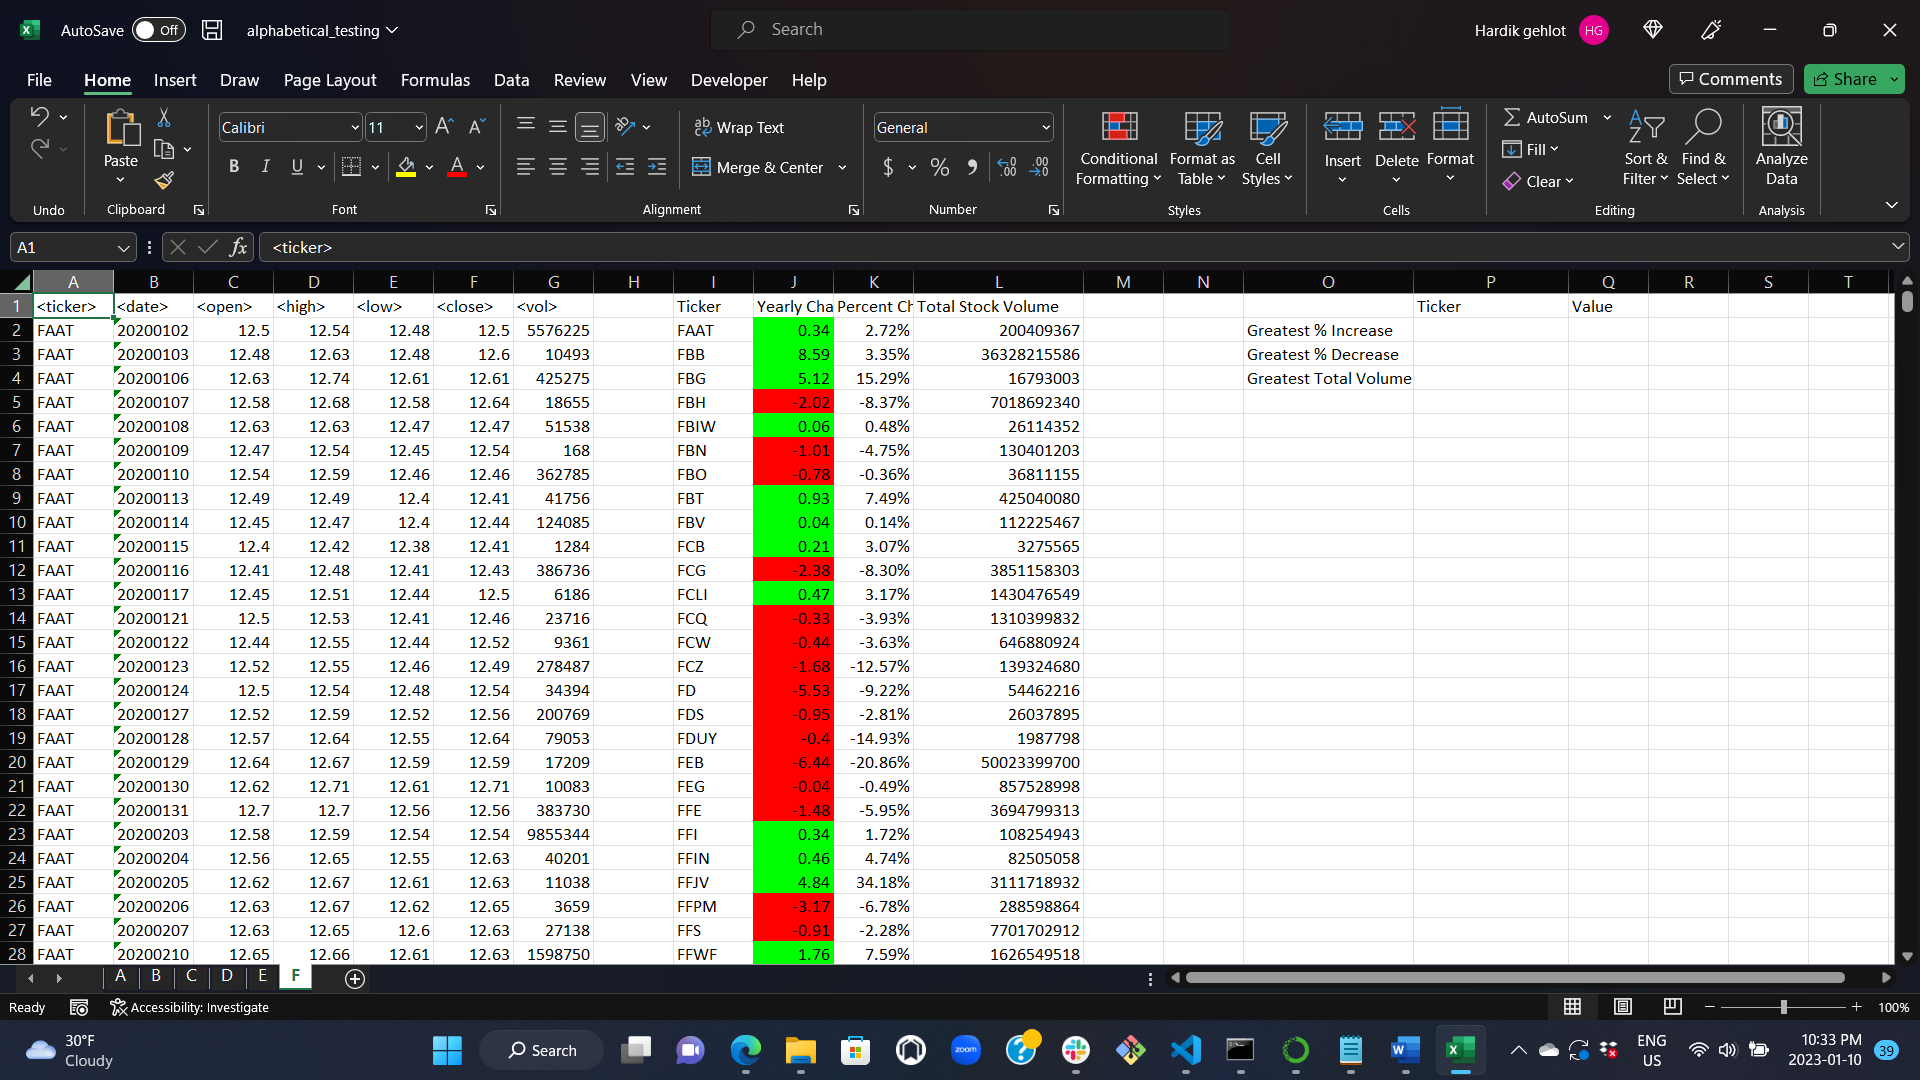 AutoSave Off alphabetical_testing Search Hardik gehlot HG
File Home Insert Draw Page Layout Formulas Data Review View Developer Help Comments Share
Calibri 11 Wrap Text General AutoSum
Paste B I U A Merge & Center $ % Conditional Formatting Format as Table Cell Styles Insert Delete Format Fill Clear Sort & Filter Find & Select Analyze Data
Undo Clipboard Font Alignment Number Styles Cells Editing Analysis
A1 fx <ticker>
A B C D E F G H I J K L M N O P Q R S T
1 <ticker> <date> <open> <high> <low> <close> <vol> Ticker Yearly Cha Percent Ch Total Stock Volume Ticker Value
2 FAAT 20200102 12.5 12.54 12.48 12.5 5576225 FAAT 0.34 2.72% 200409367 Greatest % Increase
3 FAAT 20200103 12.48 12.63 12.48 12.6 10493 FBB 8.59 3.35% 36328215586 Greatest % Decrease
4 FAAT 20200106 12.63 12.74 12.61 12.61 425275 FBG 5.12 15.29% 16793003 Greatest Total Volume
5 FAAT 20200107 12.58 12.68 12.58 12.64 18655 FBH -2.02 -8.37% 7018692340
6 FAAT 20200108 12.63 12.63 12.47 12.47 51538 FBIW 0.06 0.48% 26114352
7 FAAT 20200109 12.47 12.54 12.45 12.54 168 FBN -1.01 -4.75% 130401203
8 FAAT 20200110 12.54 12.59 12.46 12.46 362785 FBO -0.78 -0.36% 36811155
9 FAAT 20200113 12.49 12.49 12.4 12.41 41756 FBT 0.93 7.49% 425040080
10 FAAT 20200114 12.45 12.47 12.4 12.44 124085 FBV 0.04 0.14% 112225467
11 FAAT 20200115 12.4 12.42 12.38 12.41 1284 FCB 0.21 3.07% 3275565
12 FAAT 20200116 12.41 12.48 12.41 12.43 386736 FCG -2.38 -8.30% 3851158303
13 FAAT 20200117 12.45 12.51 12.44 12.5 6186 FCLI 0.47 3.17% 1430476549
14 FAAT 20200121 12.5 12.53 12.41 12.46 23716 FCQ -0.33 -3.93% 1310399832
15 FAAT 20200122 12.44 12.55 12.44 12.52 9361 FCW -0.44 -3.63% 646880924
16 FAAT 20200123 12.52 12.55 12.46 12.49 278487 FCZ -1.68 -12.57% 139324680
17 FAAT 20200124 12.5 12.54 12.48 12.54 34394 FD -5.53 -9.22% 54462216
18 FAAT 20200127 12.52 12.59 12.52 12.56 200769 FDS -0.95 -2.81% 26037895
19 FAAT 20200128 12.57 12.64 12.55 12.64 79053 FDUY -0.4 -14.93% 1987798
20 FAAT 20200129 12.64 12.67 12.59 12.59 17209 FEB -6.44 -20.86% 50023399700
21 FAAT 20200130 12.62 12.71 12.61 12.71 10083 FEG -0.04 -0.49% 857528998
22 FAAT 20200131 12.7 12.7 12.56 12.56 383730 FFE -1.48 -5.95% 3694799313
23 FAAT 20200203 12.58 12.59 12.54 12.54 9855344 FFI 0.34 1.72% 108254943
24 FAAT 20200204 12.56 12.65 12.55 12.63 40201 FFIN 0.46 4.74% 82505058
25 FAAT 20200205 12.62 12.67 12.61 12.63 11038 FFJV 4.84 34.18% 3111718932
26 FAAT 20200206 12.63 12.67 12.62 12.65 3659 FFPM -3.17 -6.78% 288598864
27 FAAT 20200207 12.63 12.65 12.6 12.63 27138 FFS -0.91 -2.28% 7701702912
28 FAAT 20200210 12.65 12.66 12.61 12.63 1598750 FFWF 1.76 7.59% 1626549518
A B C D E F
Ready Accessibility: Investigate 100%
30°F Cloudy Search zoom ENG US 10:33 PM 2023-01-10 39